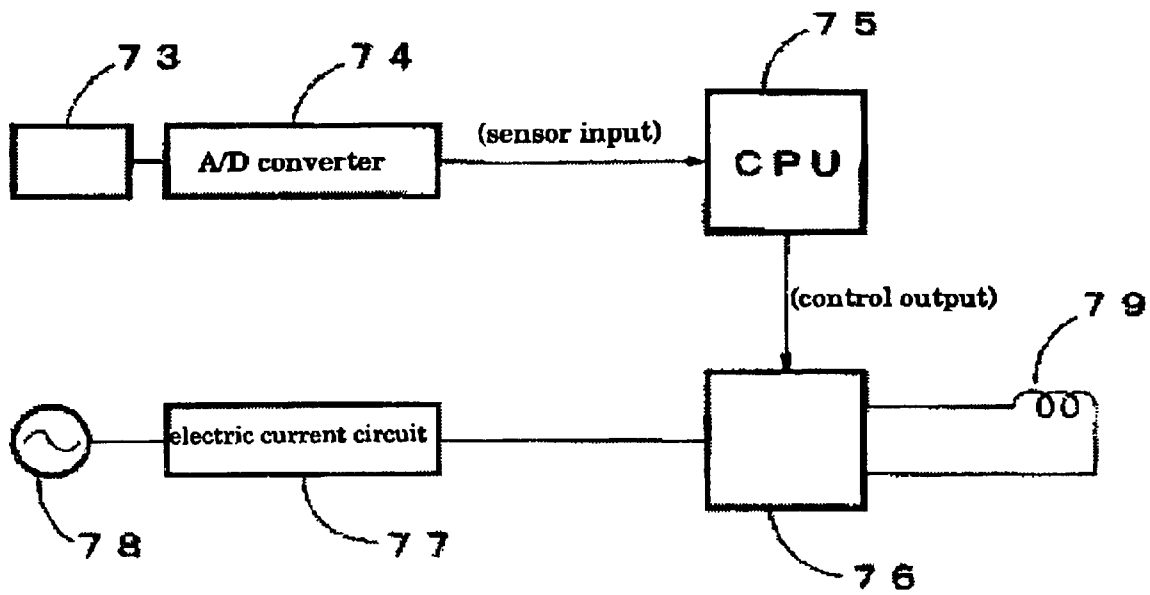 73
74
75
(sensor input)
A/D converter
CPU
(control output)
79
electric current circuit
78
77
76